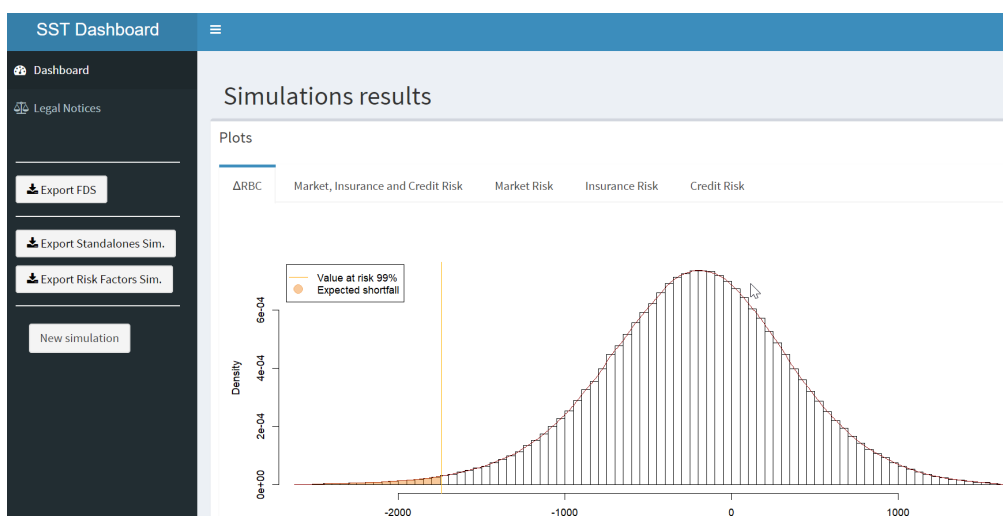 SST Dashboard
Dashboard
Legal Notices
Export FDS
Export Standalones Sim.
Export Risk Factors Sim.
New simulation
Simulations results
Plots
ΔRBC Market, Insurance and Credit Risk Market Risk Insurance Risk Credit Risk
Value at risk 99%
Expected shortfall
Density
6e-04
4e-04
2e-04
0e+00
-2000 -1000 0 1000